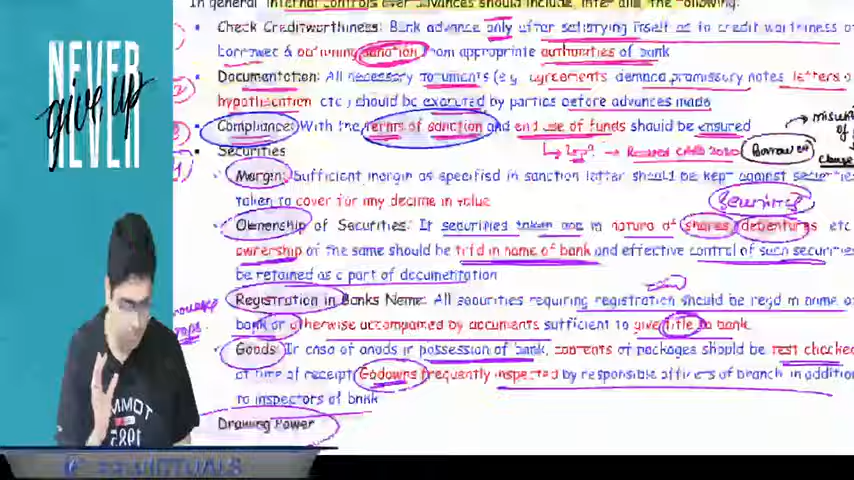 In general internal controls over advances should include, inter alia, the following:
• Check Creditworthiness: Bank advance only after satisfying itself as to credit worthiness of
borrower & obtaining sanction from appropriate authorities of bank
• Documentation: All necessary documents (e.g. agreements demand promissory notes letters o
hypothecation etc.) should be executed by parties before advances made
• Compliance: With the terms of sanction and end use of funds should be ensured
Borrower
• Securities
Margin: Sufficient margin as specified in sanction letter should be kept against securities
taken to cover for any decline in value
Securities
Ownership of Securities: If securities taken are in nature of shares debentures etc
ownership of the same should be trfd in name of bank and effective control of such securities
be retained as a part of documentation
Registration in Banks Name: All securities requiring registration should be regd in name o
bank or otherwise accompanied by documents sufficient to give title to bank
Goods: In case of goods in possession of bank, contents of packages should be test checked
at time of receipt Godowns frequently inspected by responsible officers of branch in addition
to inspectors of bank
Drawing Power
NEVER
give up
NEVER
VIRTUALS